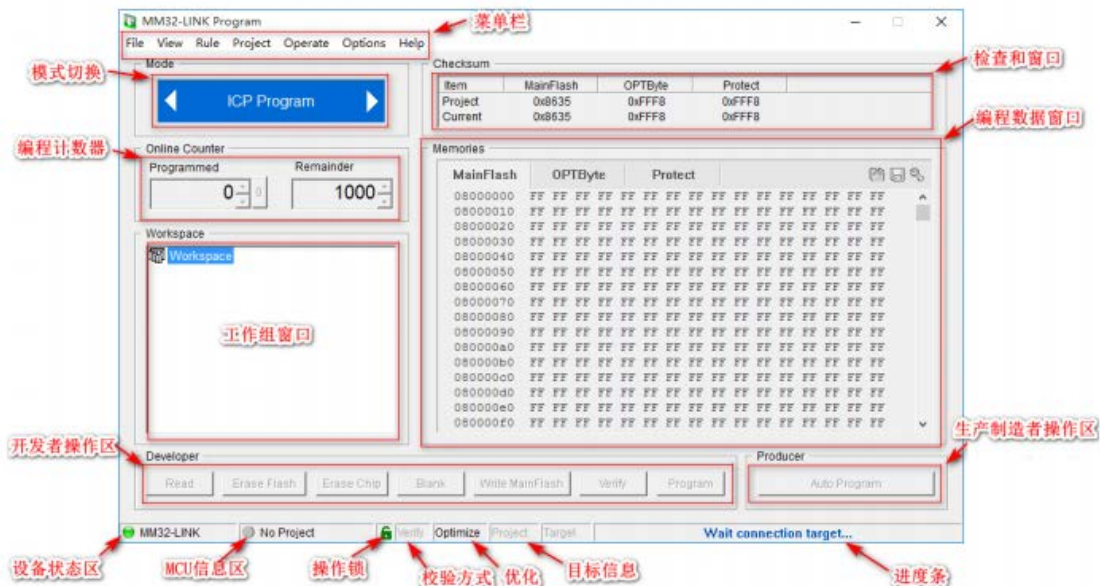 MM32-LINK Program
菜单栏
File View Rule Project Operate Options Help
模式切换
Mode
ICP Program
Checksum
检查和窗口
Item MainFlash OPTByte Protect
Project 0x8635 0xFFF8 0xFFF8
Current 0x8635 0xFFF8 0xFFF8
编程计数器
Online Counter
Programmed Remainder
0 0 1000
编程数据窗口
Memories
MainFlash OPTByte Protect
08000000 FF FF FF FF FF FF FF FF FF FF FF FF FF FF FF FF
08000010 FF FF FF FF FF FF FF FF FF FF FF FF FF FF FF FF
08000020 FF FF FF FF FF FF FF FF FF FF FF FF FF FF FF FF
08000030 FF FF FF FF FF FF FF FF FF FF FF FF FF FF FF FF
08000040 FF FF FF FF FF FF FF FF FF FF FF FF FF FF FF FF
08000050 FF FF FF FF FF FF FF FF FF FF FF FF FF FF FF FF
08000060 FF FF FF FF FF FF FF FF FF FF FF FF FF FF FF FF
08000070 FF FF FF FF FF FF FF FF FF FF FF FF FF FF FF FF
08000080 FF FF FF FF FF FF FF FF FF FF FF FF FF FF FF FF
08000090 FF FF FF FF FF FF FF FF FF FF FF FF FF FF FF FF
080000a0 FF FF FF FF FF FF FF FF FF FF FF FF FF FF FF FF
080000b0 FF FF FF FF FF FF FF FF FF FF FF FF FF FF FF FF
080000c0 FF FF FF FF FF FF FF FF FF FF FF FF FF FF FF FF
080000d0 FF FF FF FF FF FF FF FF FF FF FF FF FF FF FF FF
080000e0 FF FF FF FF FF FF FF FF FF FF FF FF FF FF FF FF
080000f0 FF FF FF FF FF FF FF FF FF FF FF FF FF FF FF FF
Workspace
Workspace
工作组窗口
开发者操作区
Developer
Read Erase Flash Erase Chip Blank Write MainFlash Verify Program
生产制造者操作区
Producer
Auto Program
MM32-LINK No Project Verify Optimize Project Target Wait connection target...
设备状态区 MCU信息区 操作锁 校验方式 优化 目标信息 进度条